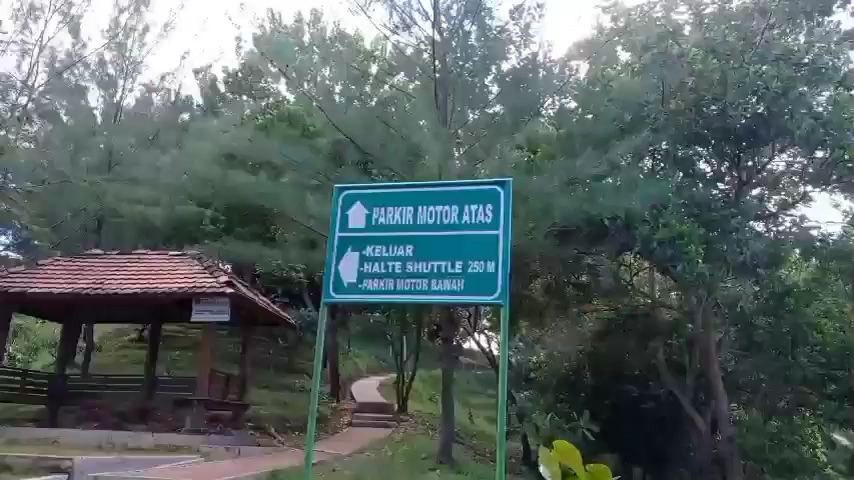 PARKIR MOTOR ATAS
-KELUAR
-HALTE SHUTTLE 250 M
-PARKIR MOTOR BAWAH